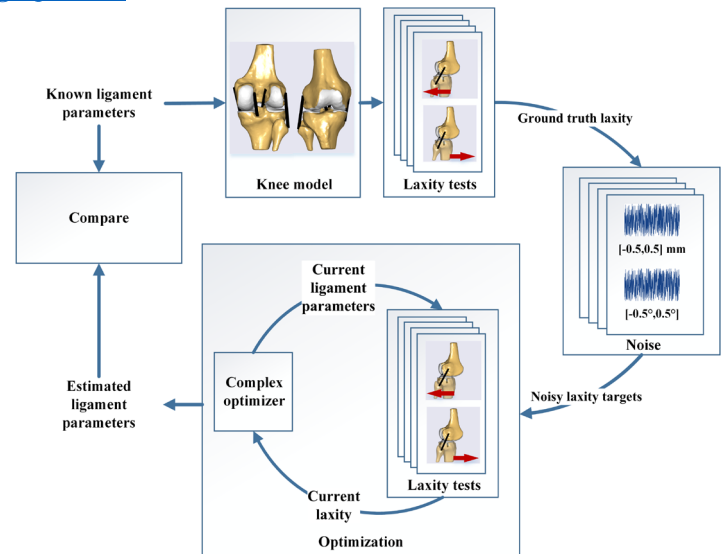 Known ligament
parameters
Knee model
Laxity tests
Ground truth laxity
Compare
[-0.5,0.5] mm
[-0.5°,0.5°]
Noise
Current
ligament
parameters
Complex
optimizer
Estimated
ligament
parameters
Noisy laxity targets
Laxity tests
Current
laxity
Optimization